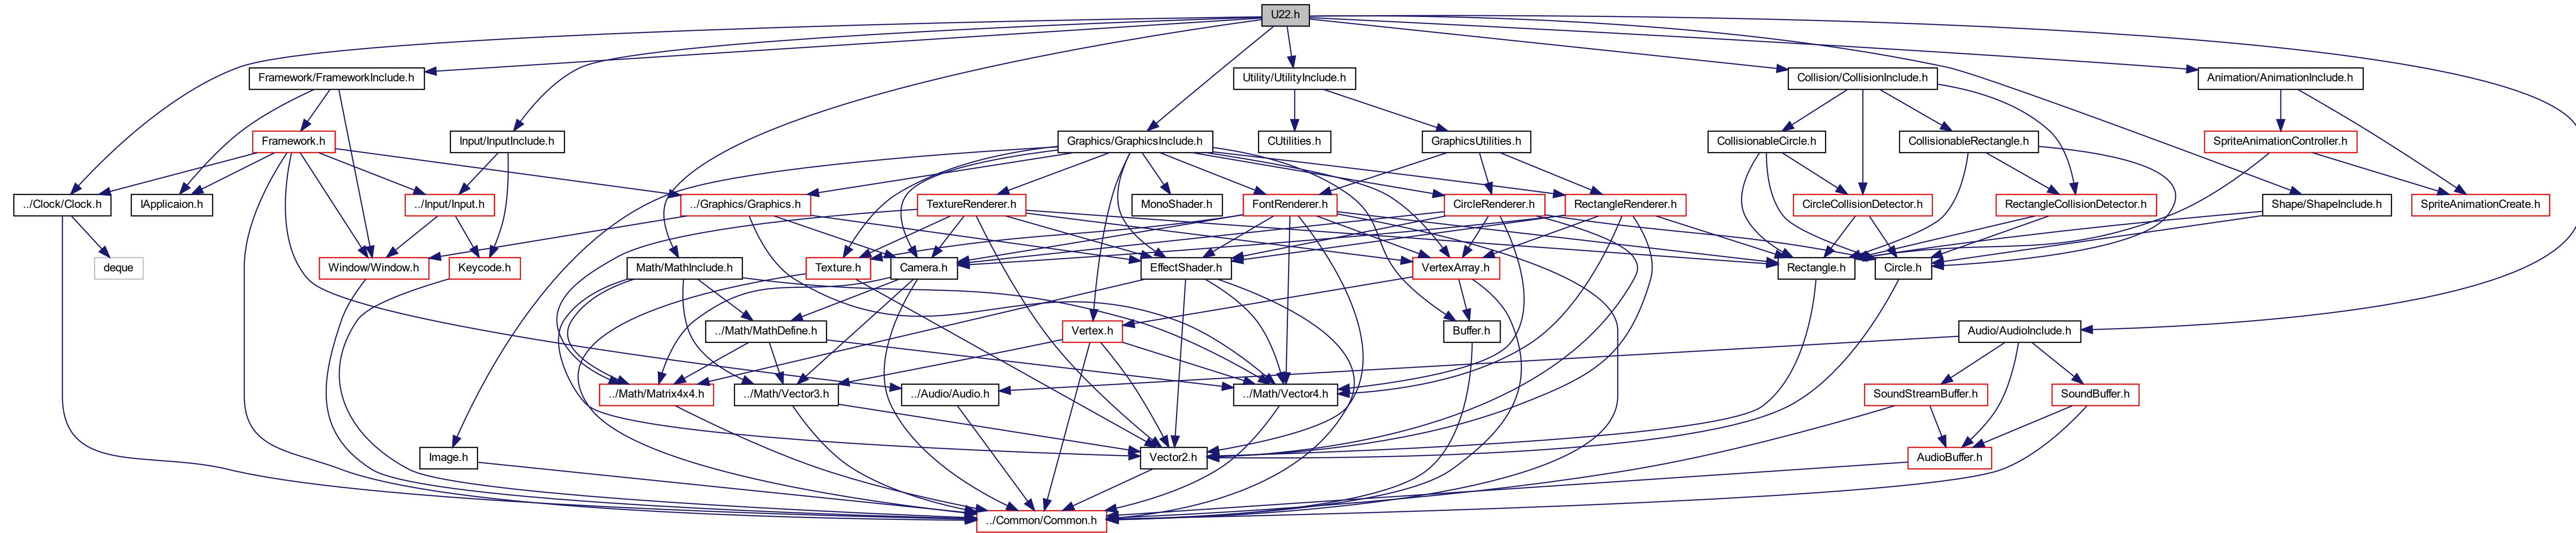 U22.h
Framework/FrameworkInclude.h
Utility/UtilityInclude.h
Collision/CollisionInclude.h
Animation/AnimationInclude.h
Framework.h
Input/InputInclude.h
Graphics/GraphicsInclude.h
CUtilities.h
GraphicsUtilities.h
CollisionableCircle.h
CollisionableRectangle.h
SpriteAnimationController.h
../Clock/Clock.h
IApplicaion.h
../Input/Input.h
../Graphics/Graphics.h
TextureRenderer.h
MonoShader.h
FontRenderer.h
CircleRenderer.h
RectangleRenderer.h
CircleCollisionDetector.h
RectangleCollisionDetector.h
Shape/ShapeInclude.h
SpriteAnimationCreate.h
deque
Window/Window.h
Keycode.h
Math/MathInclude.h
Texture.h
Camera.h
EffectShader.h
VertexArray.h
Rectangle.h
Circle.h
../Math/MathDefine.h
Vertex.h
Buffer.h
Audio/AudioInclude.h
../Math/Matrix4x4.h
../Math/Vector3.h
../Audio/Audio.h
../Math/Vector4.h
SoundStreamBuffer.h
SoundBuffer.h
Image.h
Vector2.h
AudioBuffer.h
../Common/Common.h